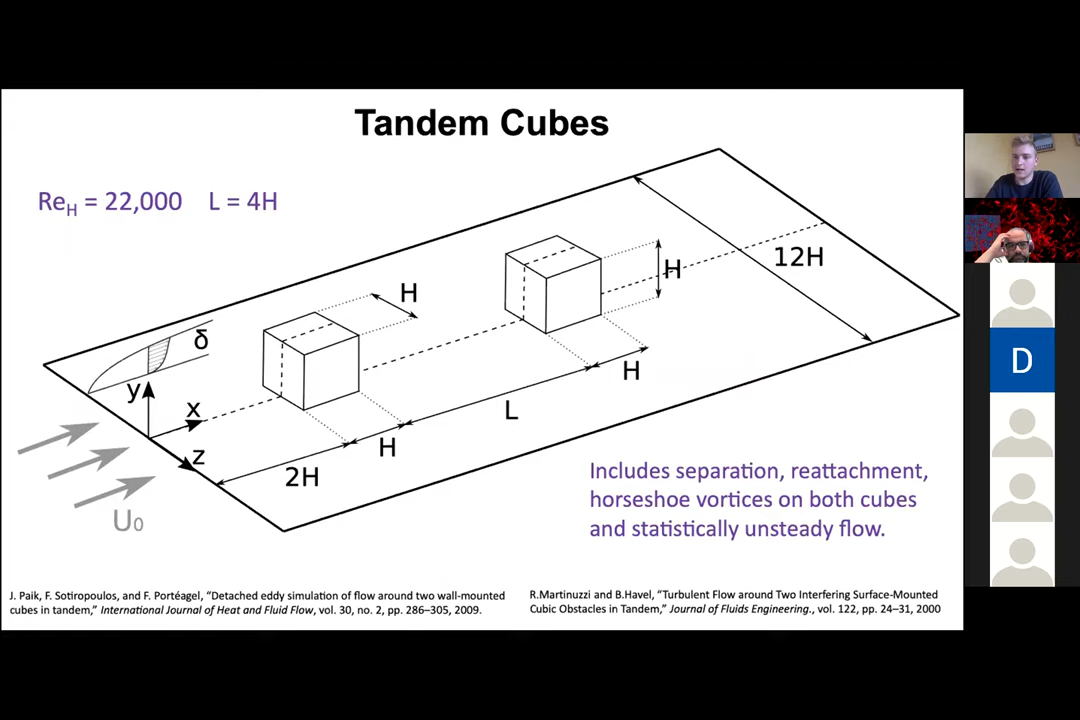 Tandem Cubes
ReH = 22,000 L = 4H
12H
H
H
δ
y
x
H
L
H
z
2H
U0
Includes separation, reattachment,
horseshoe vortices on both cubes
and statistically unsteady flow.
J. Paik, F. Sotiropoulos, and F. Portéagel, “Detached eddy simulation of flow around two wall-mounted
cubes in tandem,” International Journal of Heat and Fluid Flow, vol. 30, no. 2, pp. 286–305, 2009.
R.Martinuzzi and B.Havel, “Turbulent Flow around Two Interfering Surface-Mounted
Cubic Obstacles in Tandem,” Journal of Fluids Engineering., vol. 122, pp. 24–31, 2000
D